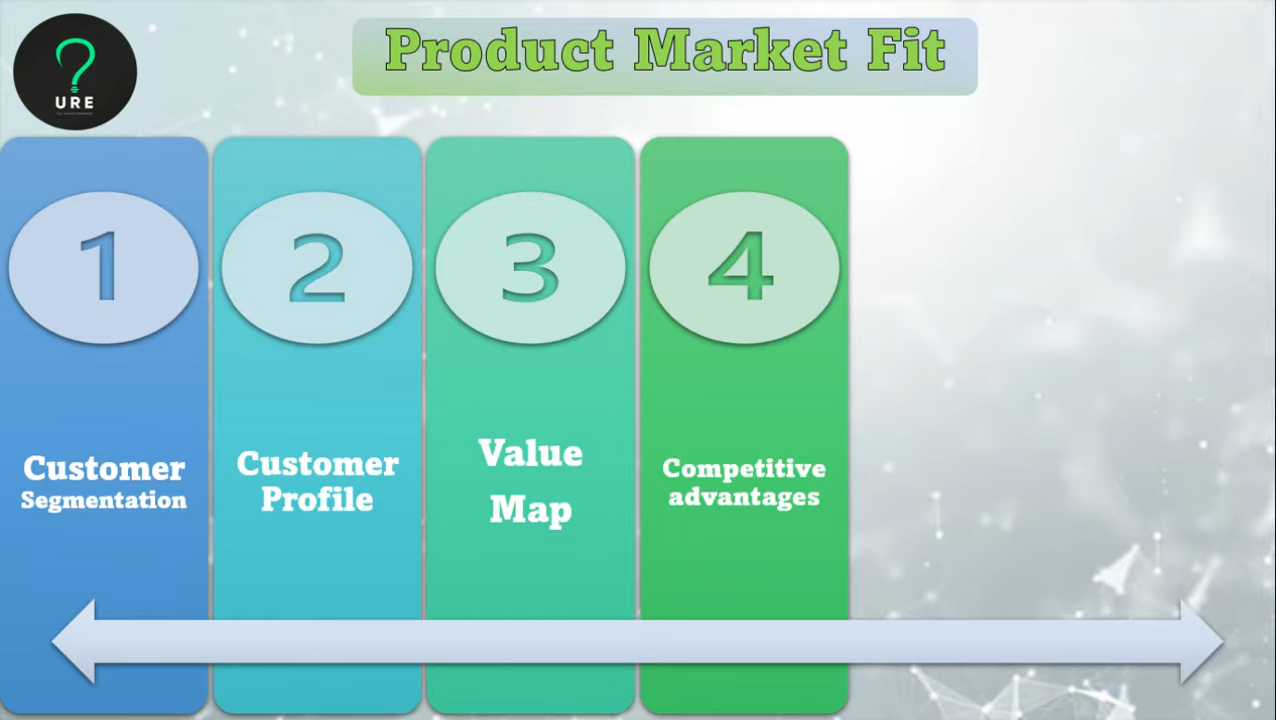 URE
Product Market Fit
1
2
3
4
Customer
Segmentation
Customer
Profile
Value
Map
Competitive
advantages